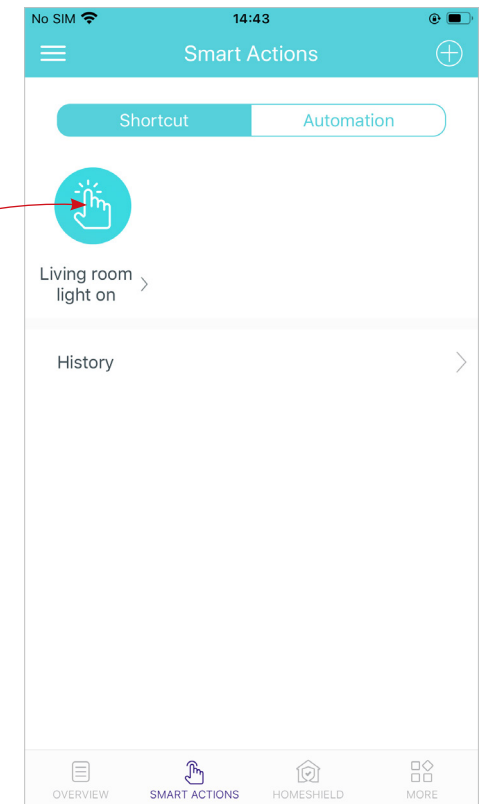 No SIM 14:43
Smart Actions
Shortcut Automation
Living room
light on
History
OVERVIEW SMART ACTIONS HOMESHIELD MORE